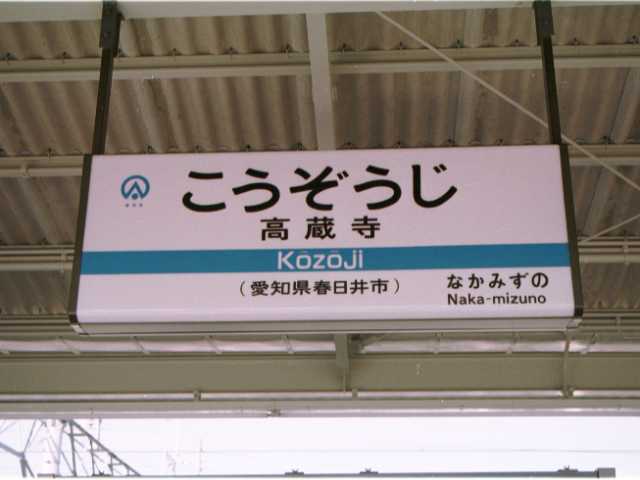 こうぞうじ
高蔵寺
Kōzōji
(愛知県春日井市)
なかみずの
Naka-mizuno